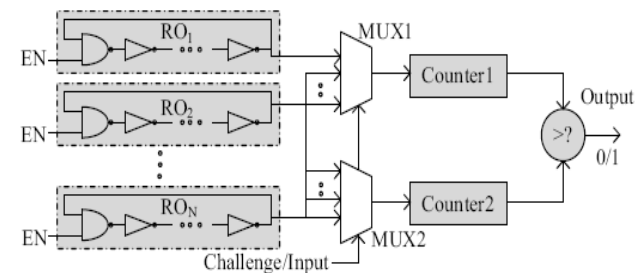 RO1
MUX1
EN
Counter1
RO2
Output
EN
>?
0/1
RON
Counter2
EN
MUX2
Challenge/Input